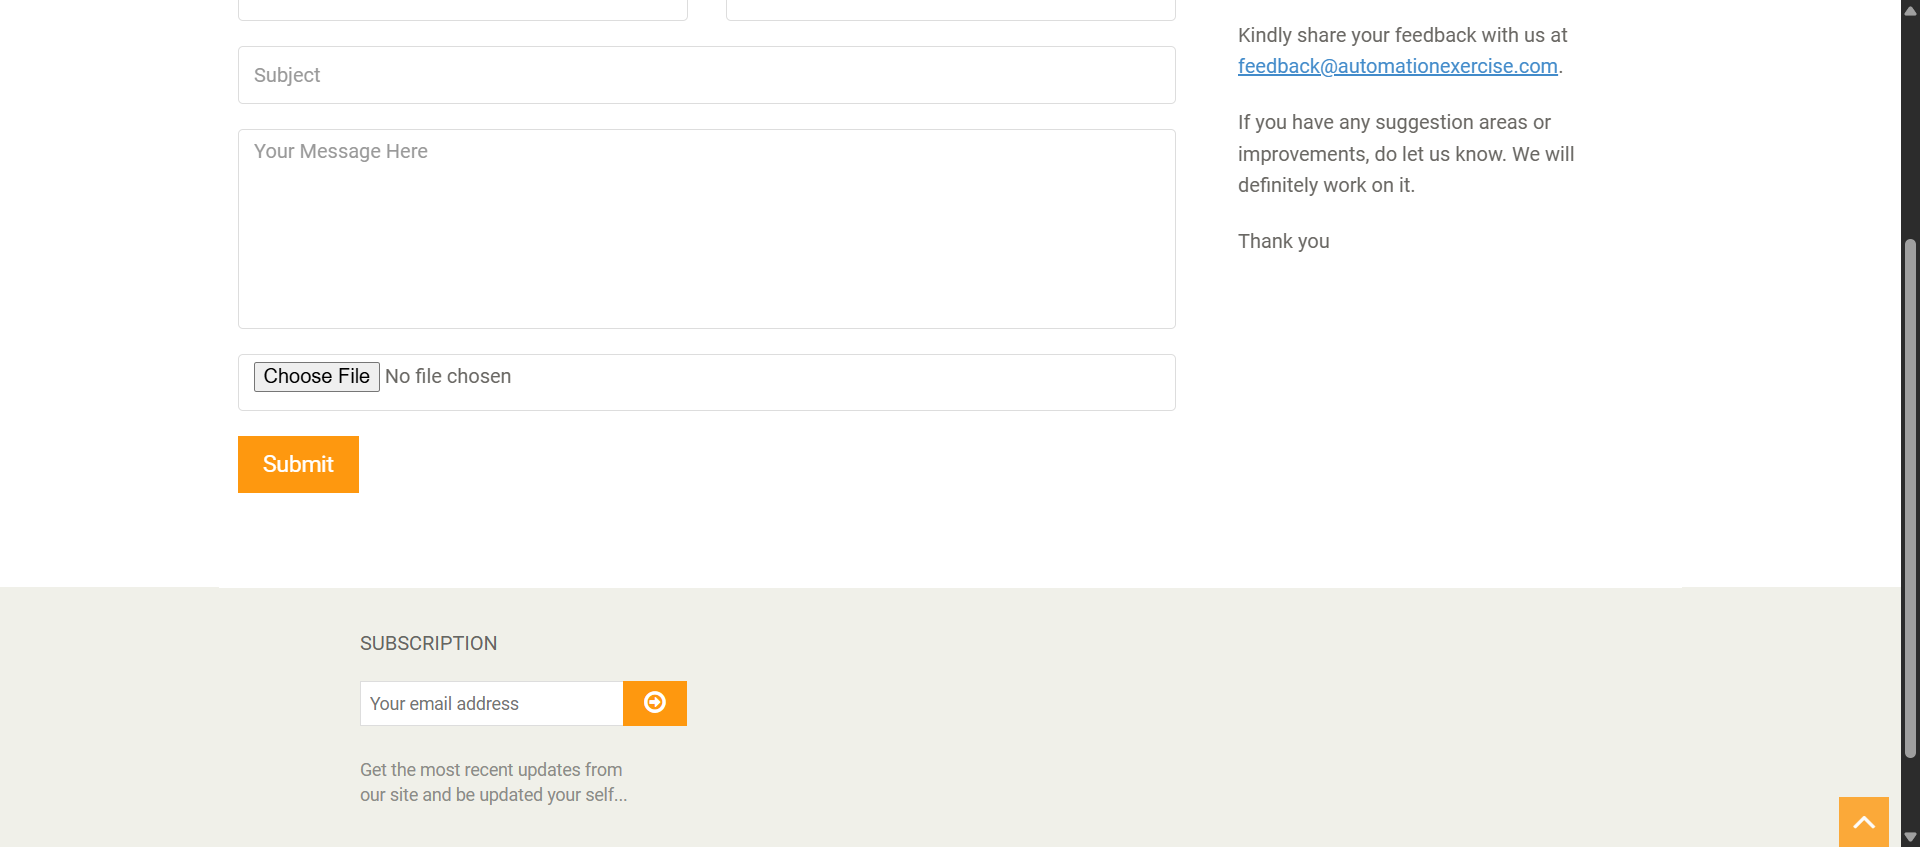 Subject
Your Message Here
Choose File No file chosen
Submit
Kindly share your feedback with us at
feedback@automationexercise.com.
If you have any suggestion areas or
improvements, do let us know. We will
definitely work on it.
Thank you
SUBSCRIPTION
Your email address
Get the most recent updates from
our site and be updated your self...